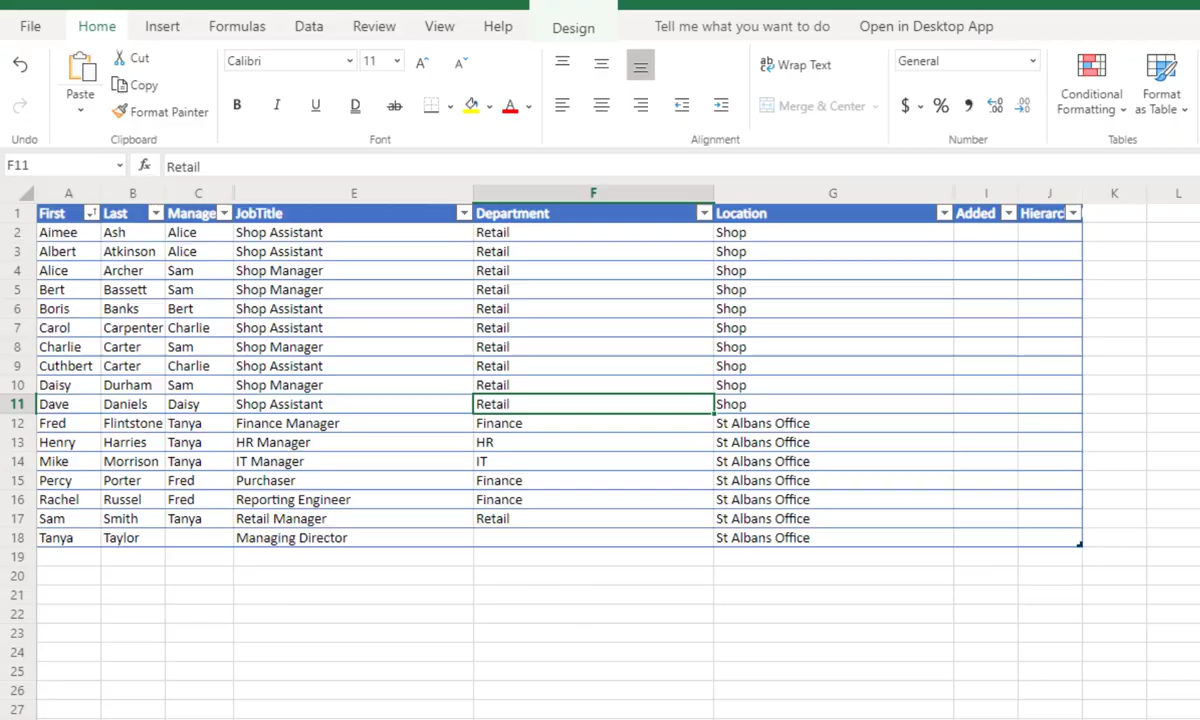 File Home Insert Formulas Data Review View Help Design Tell me what you want to do Open in Desktop App
Cut
Copy
Format Painter
Paste
Undo Clipboard
Calibri 11
B I U D ab A
Font
Wrap Text
Merge & Center
Alignment
General
$ % 9 .00 .00
Number
Conditional Formatting
Format as Table
Tables
F11 fx Retail
A B C E F G I J K L
1 First Last Manage JobTitle Department Location Added Hierarc
2 Aimee Ash Alice Shop Assistant Retail Shop
3 Albert Atkinson Alice Shop Assistant Retail Shop
4 Alice Archer Sam Shop Manager Retail Shop
5 Bert Bassett Sam Shop Manager Retail Shop
6 Boris Banks Bert Shop Assistant Retail Shop
7 Carol Carpenter Charlie Shop Assistant Retail Shop
8 Charlie Carter Sam Shop Manager Retail Shop
9 Cuthbert Carter Charlie Shop Assistant Retail Shop
10 Daisy Durham Sam Shop Manager Retail Shop
11 Dave Daniels Daisy Shop Assistant Retail Shop
12 Fred Flintstone Tanya Finance Manager Finance St Albans Office
13 Henry Harries Tanya HR Manager HR St Albans Office
14 Mike Morrison Tanya IT Manager IT St Albans Office
15 Percy Porter Fred Purchaser Finance St Albans Office
16 Rachel Russel Fred Reporting Engineer Finance St Albans Office
17 Sam Smith Tanya Retail Manager Retail St Albans Office
18 Tanya Taylor Managing Director St Albans Office
19
20
21
22
23
24
25
26
27